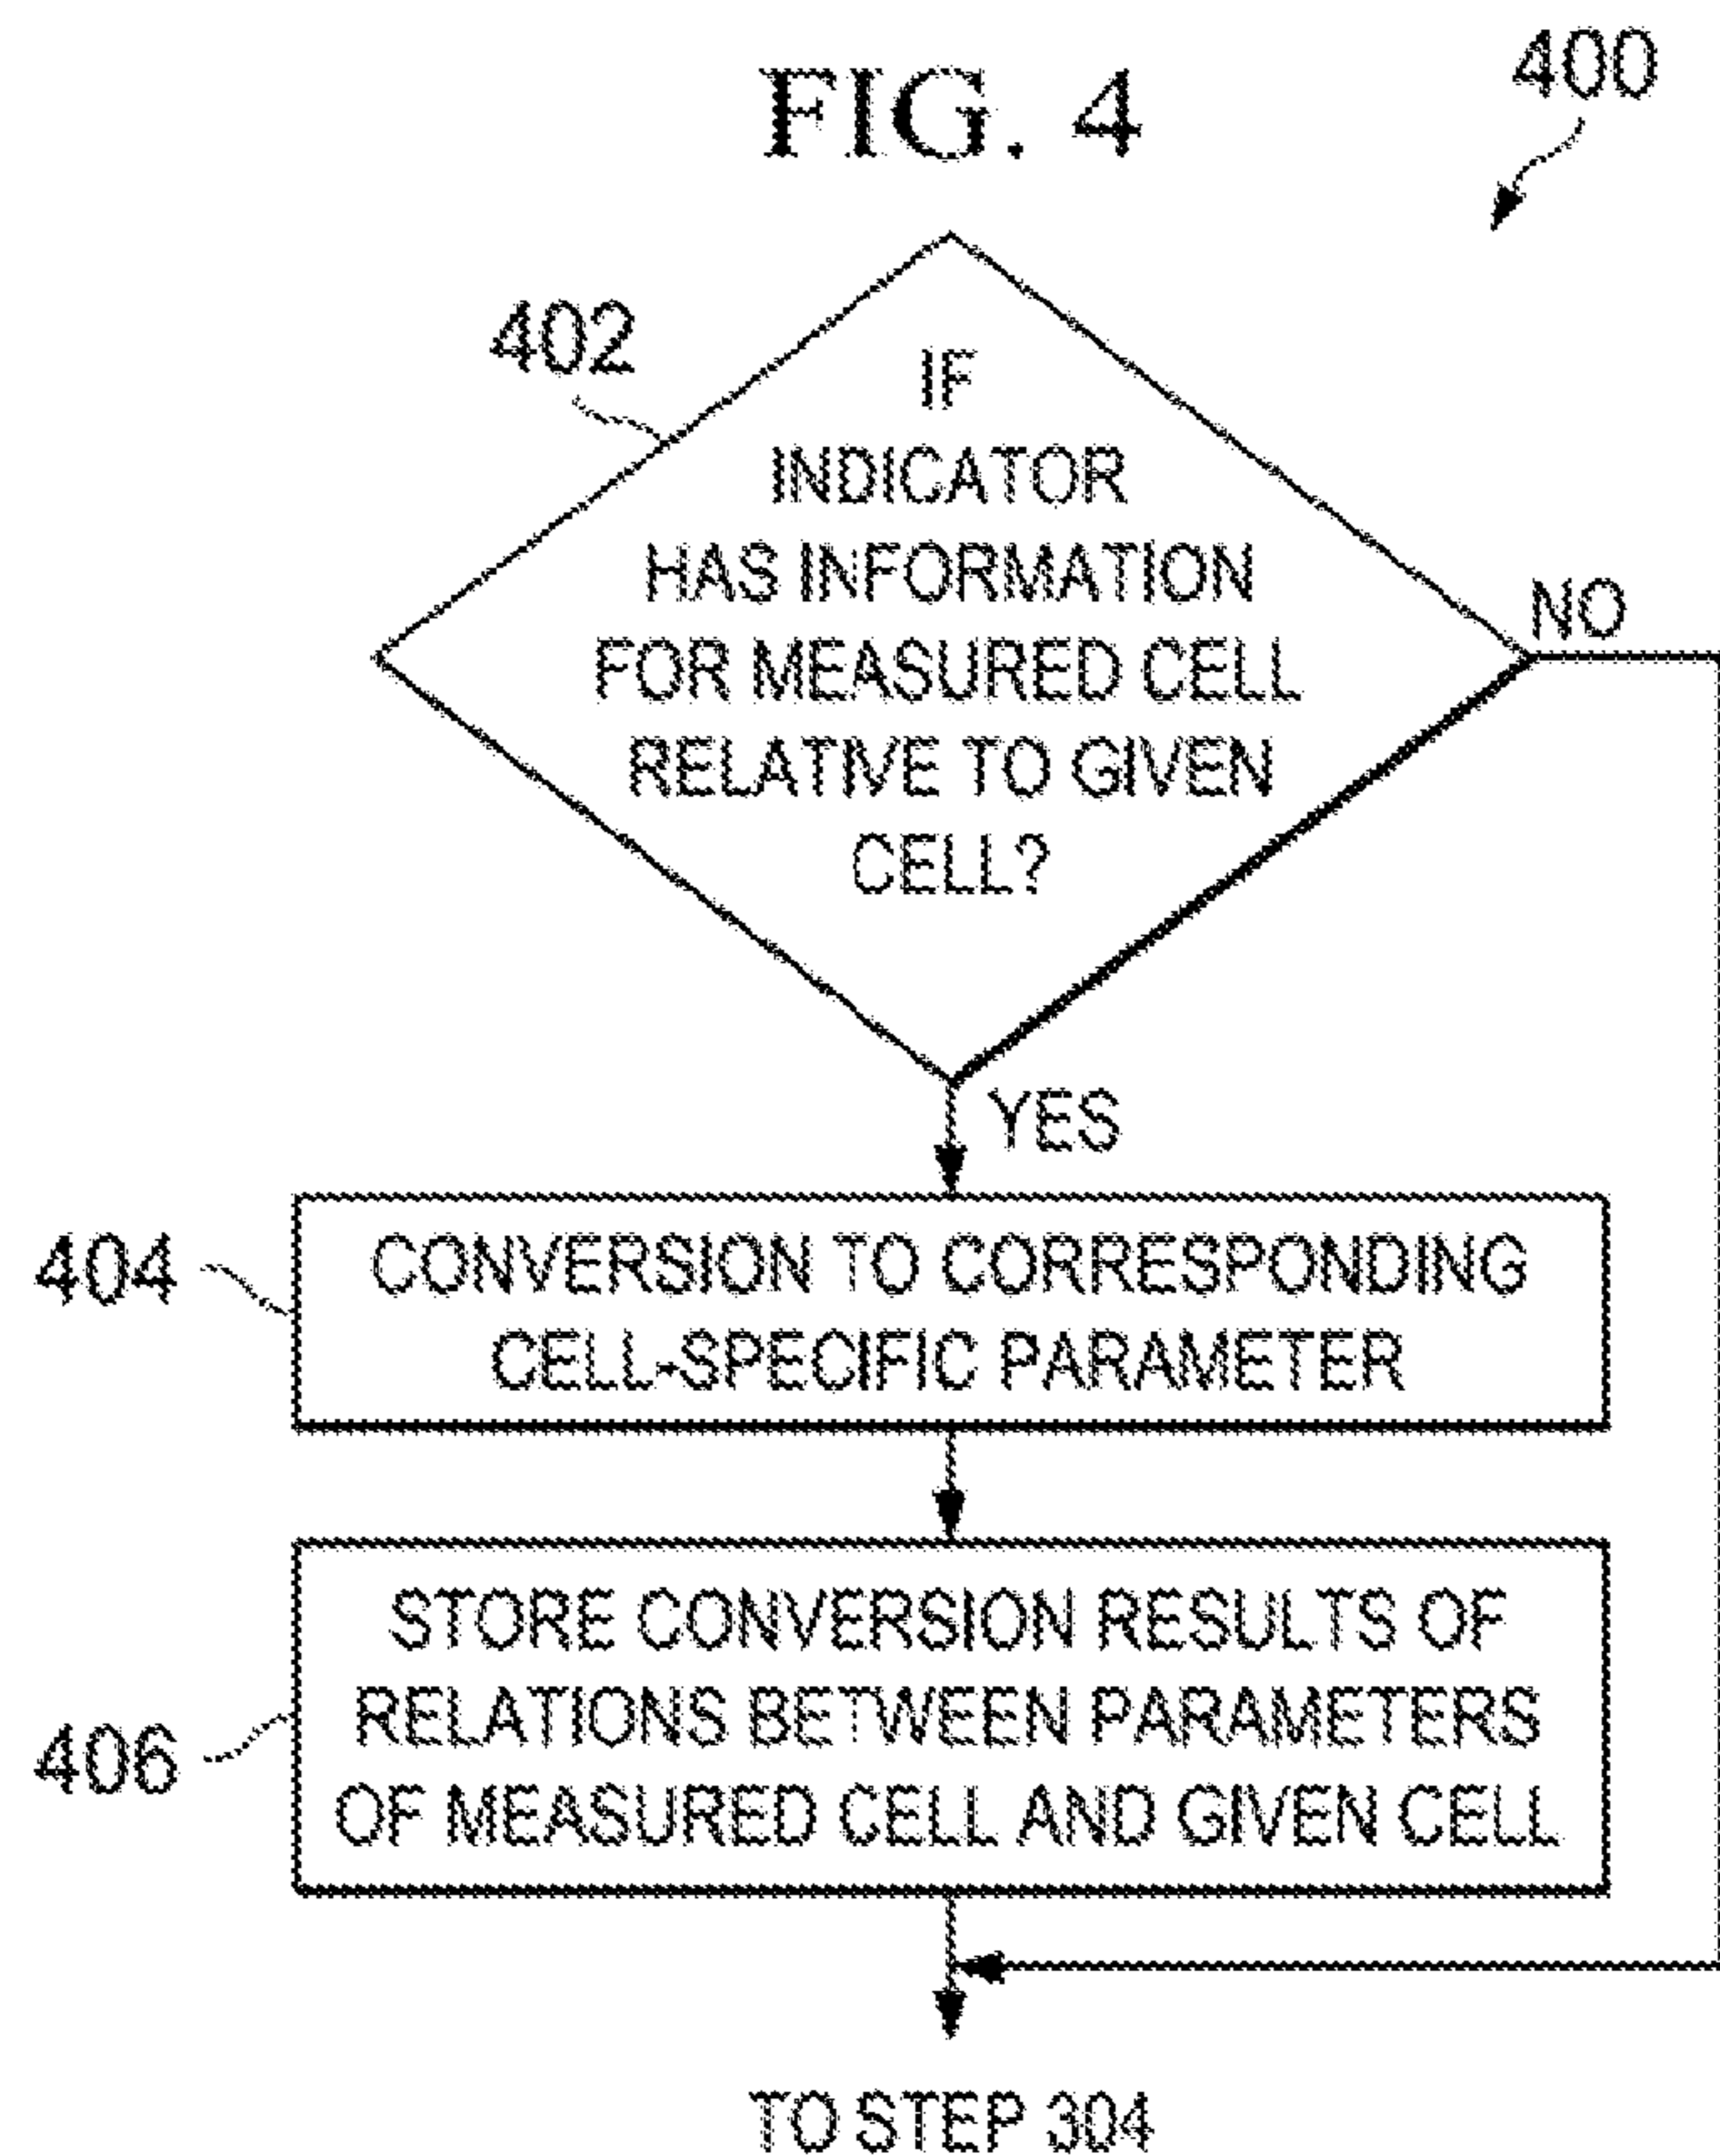 FIG. 4
400
402
IF
INDICATOR
HAS INFORMATION
FOR MEASURED CELL
RELATIVE TO GIVEN
CELL?
NO
YES
404
CONVERSION TO CORRESPONDING
CELL-SPECIFIC PARAMETER
406
STORE CONVERSION RESULTS OF
RELATIONS BETWEEN PARAMETERS
OF MEASURED CELL AND GIVEN CELL
TO STEP 304